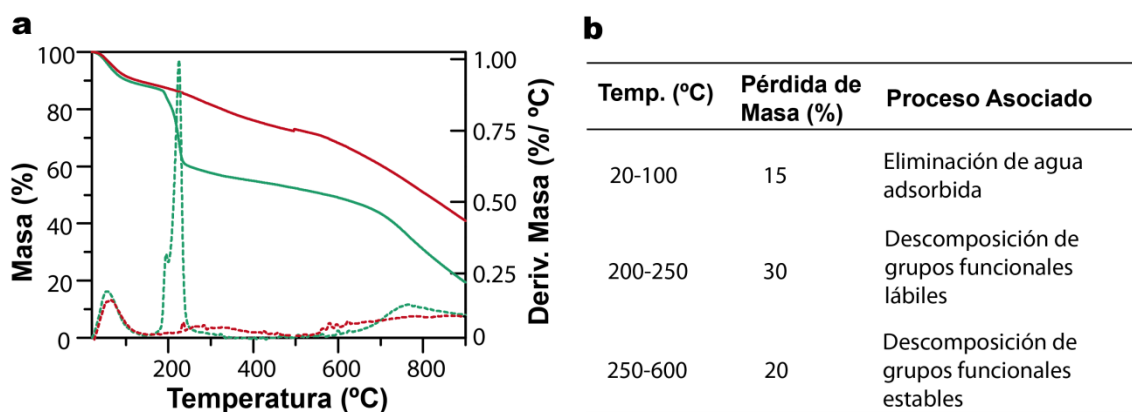 a
100
80
60
40
20
0
Masa (%)
200
400
600
800
Temperatura (ºC)
1.00
0.75
0.50
0.25
0
Deriv. Masa (%/ ºC)
b
Temp. (ºC)
Pérdida de
Masa (%)
Proceso Asociado
20-100
15
Eliminación de agua
adsorbida
200-250
30
Descomposición de
grupos funcionales
lábiles
250-600
20
Descomposición de
grupos funcionales
estables